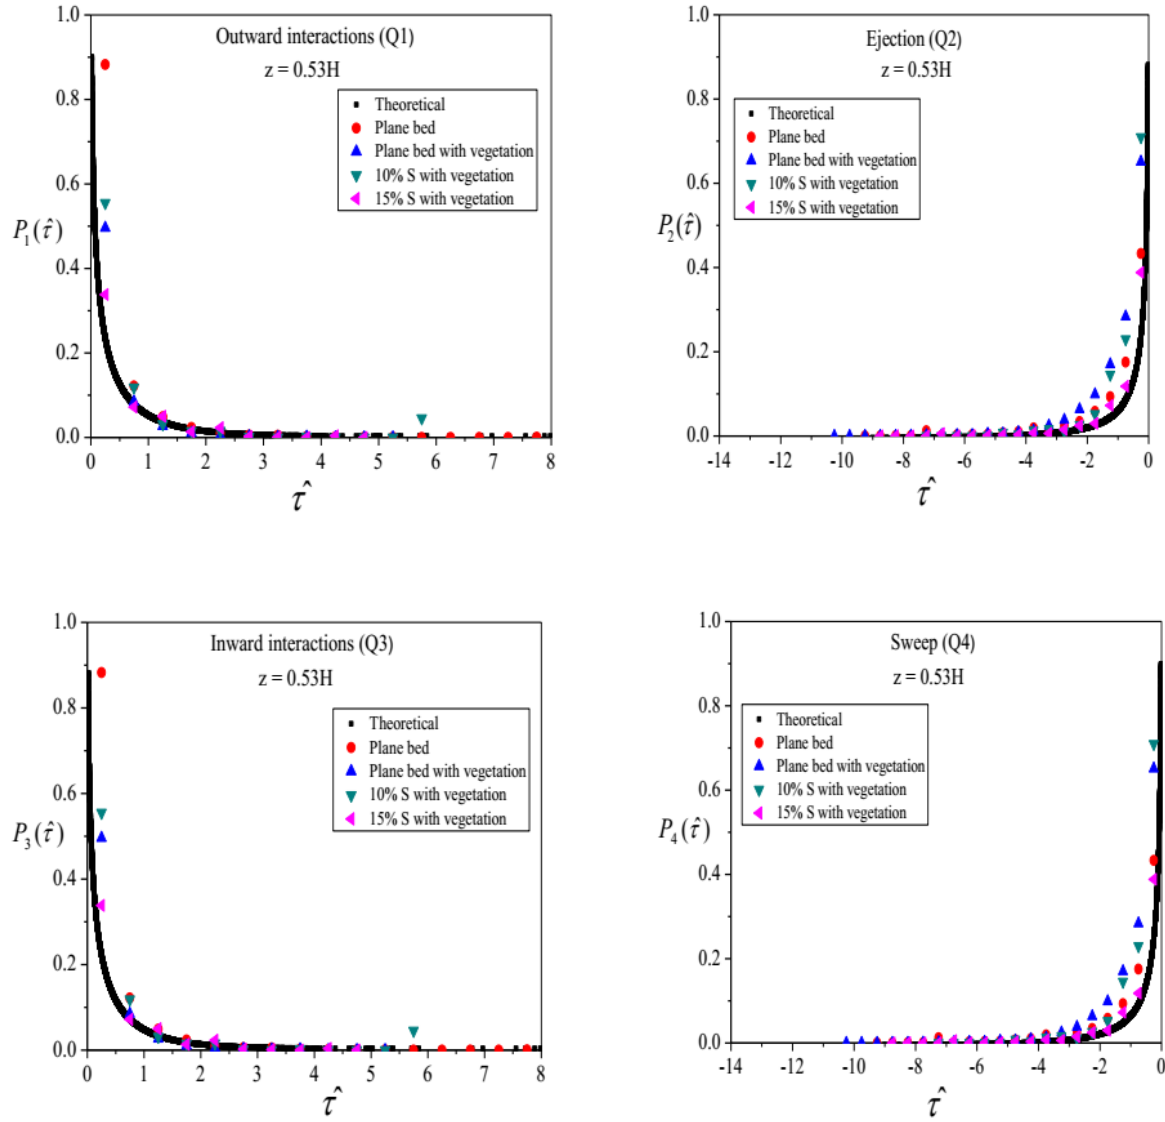 Outward interactions (Q1)
z = 0.53H
Theoretical
Plane bed
Plane bed with vegetation
10% S with vegetation
15% S with vegetation
P₁(τ̂)
1.0
0.8
0.6
0.4
0.2
0.0
0 1 2 3 4 5 6 7 8
τ̂
Ejection (Q2)
z = 0.53H
Theoretical
Plane bed
Plane bed with vegetation
10% S with vegetation
15% S with vegetation
P₂(τ̂)
1.0
0.8
0.6
0.4
0.2
0.0
-14 -12 -10 -8 -6 -4 -2 0
τ̂
Inward interactions (Q3)
z = 0.53H
Theoretical
Plane bed
Plane bed with vegetation
10% S with vegetation
15% S with vegetation
P₃(τ̂)
1.0
0.8
0.6
0.4
0.2
0.0
0 1 2 3 4 5 6 7 8
τ̂
Sweep (Q4)
z = 0.53H
Theoretical
Plane bed
Plane bed with vegetation
10% S with vegetation
15% S with vegetation
P₄(τ̂)
1.0
0.8
0.6
0.4
0.2
0.0
-14 -12 -10 -8 -6 -4 -2 0
τ̂